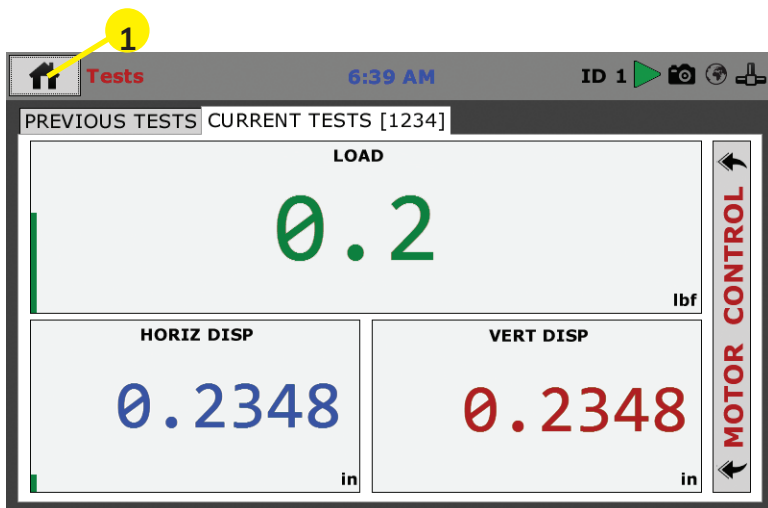 1
Tests 6:39 AM ID 1
PREVIOUS TESTS CURRENT TESTS [1234]
LOAD
0.2
lbf
HORIZ DISP
0.2348
in
VERT DISP
0.2348
in
MOTOR CONTROL